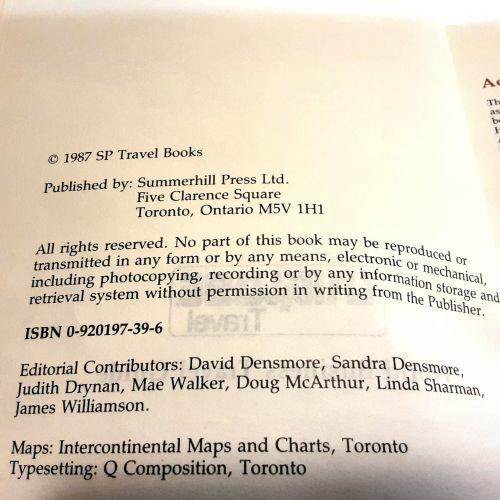 © 1987 SP Travel Books
Published by: Summerhill Press Ltd.
Five Clarence Square
Toronto, Ontario M5V 1H1
All rights reserved. No part of this book may be reproduced or
transmitted in any form or by any means, electronic or mechanical,
including photocopying, recording or by any information storage and
retrieval system without permission in writing from the Publisher.
ISBN 0-920197-39-6
Editorial Contributors: David Densmore, Sandra Densmore,
Judith Drynan, Mae Walker, Doug McArthur, Linda Sharman,
James Williamson.
Maps: Intercontinental Maps and Charts, Toronto
Typesetting: Q Composition, Toronto